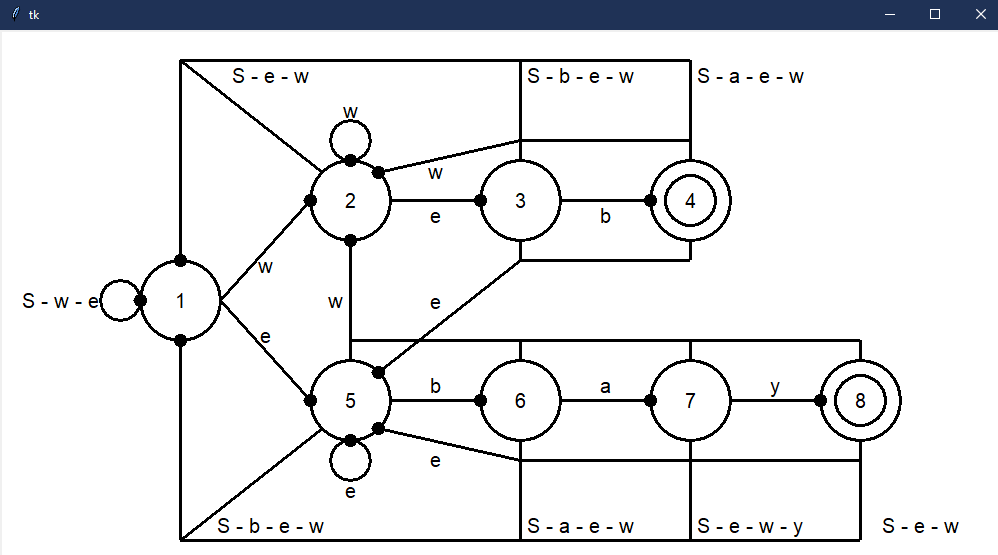 tk
S - e - w
S - b - e - w
S - a - e - w
w
w
2
e
3
b
4
w
S - w - e
1
w
e
e
5
b
6
a
7
y
8
e
e
S - b - e - w
S - a - e - w
S - e - w - y
S - e - w